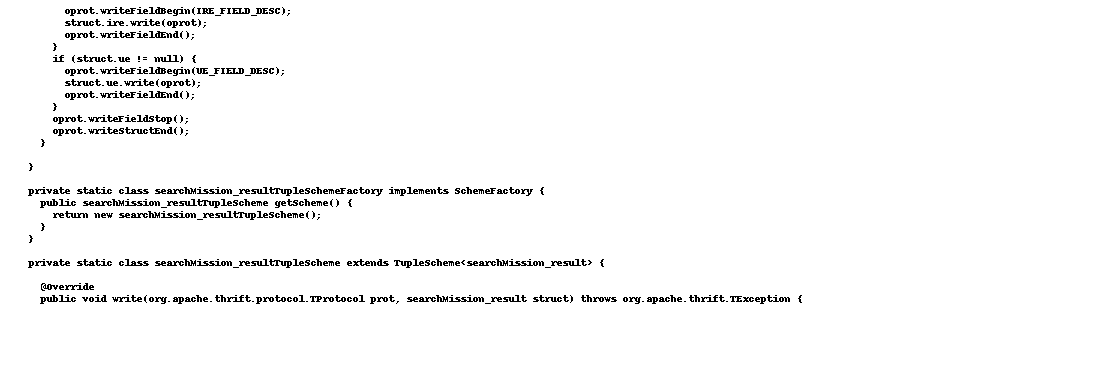 oprot.writeFieldBegin(IRE_FIELD_DESC);
struct.ire.write(oprot);
oprot.writeFieldEnd();
}
if (struct.ue != null) {
oprot.writeFieldBegin(UE_FIELD_DESC);
struct.ue.write(oprot);
oprot.writeFieldEnd();
}
oprot.writeFieldStop();
oprot.writeStructEnd();
}
}
private static class searchMission_resultTupleSchemeFactory implements SchemeFactory {
public searchMission_resultTupleScheme getScheme() {
return new searchMission_resultTupleScheme();
}
}
private static class searchMission_resultTupleScheme extends TupleScheme<searchMission_result> {
@Override
public void write(org.apache.thrift.protocol.TProtocol prot, searchMission_result struct) throws org.apache.thrift.TException {